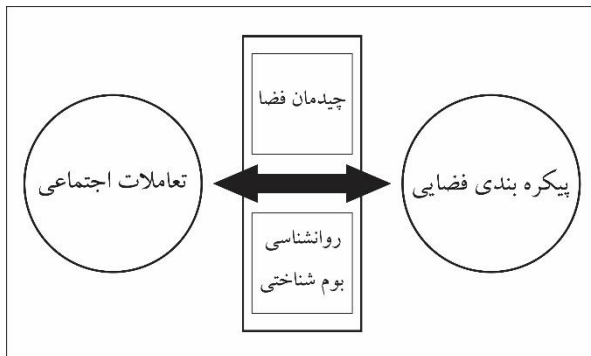 پیکره بندی فضایی
چیدمان فضا
روانشناسی
بوم شناختی
تعاملات اجتماعی